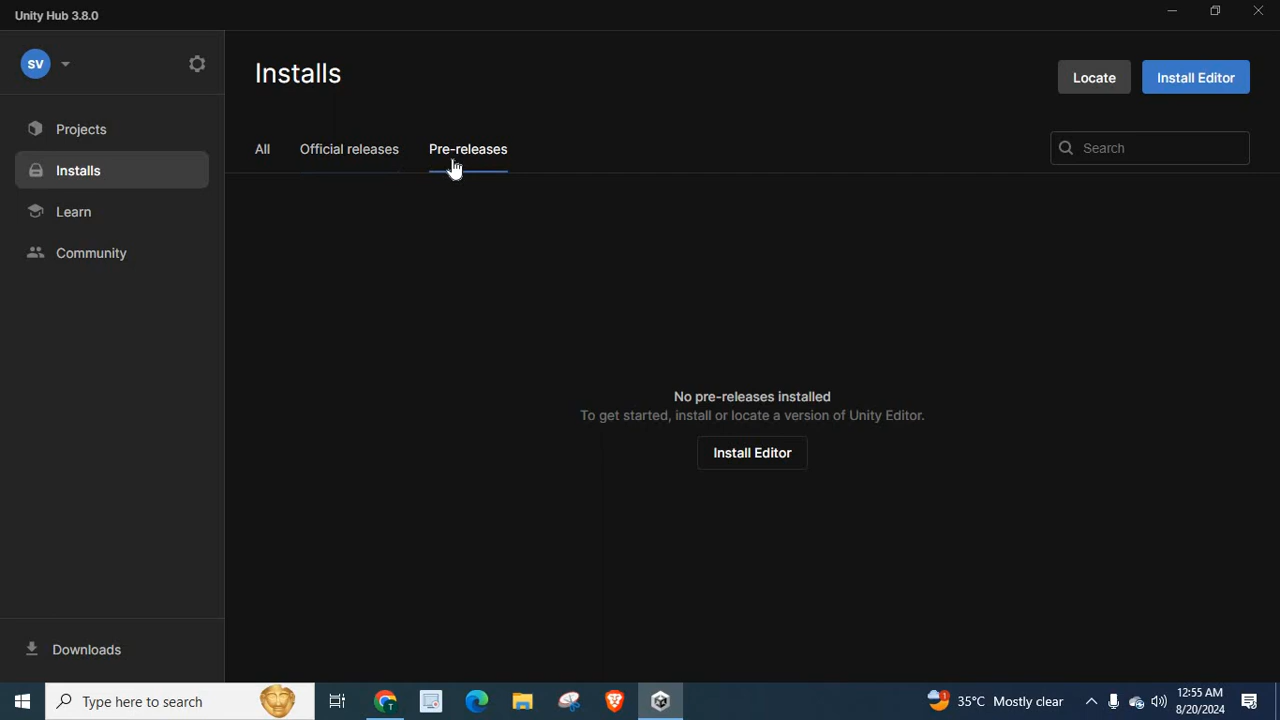 Unity Hub 3.8.0
SV
Installs
Locate
Install Editor
Projects
Installs
Learn
Community
All
Official releases
Pre-releases
Search
No pre-releases installed
To get started, install or locate a version of Unity Editor.
Install Editor
Downloads
Type here to search
1
35°C Mostly clear
12:55 AM
8/20/2024